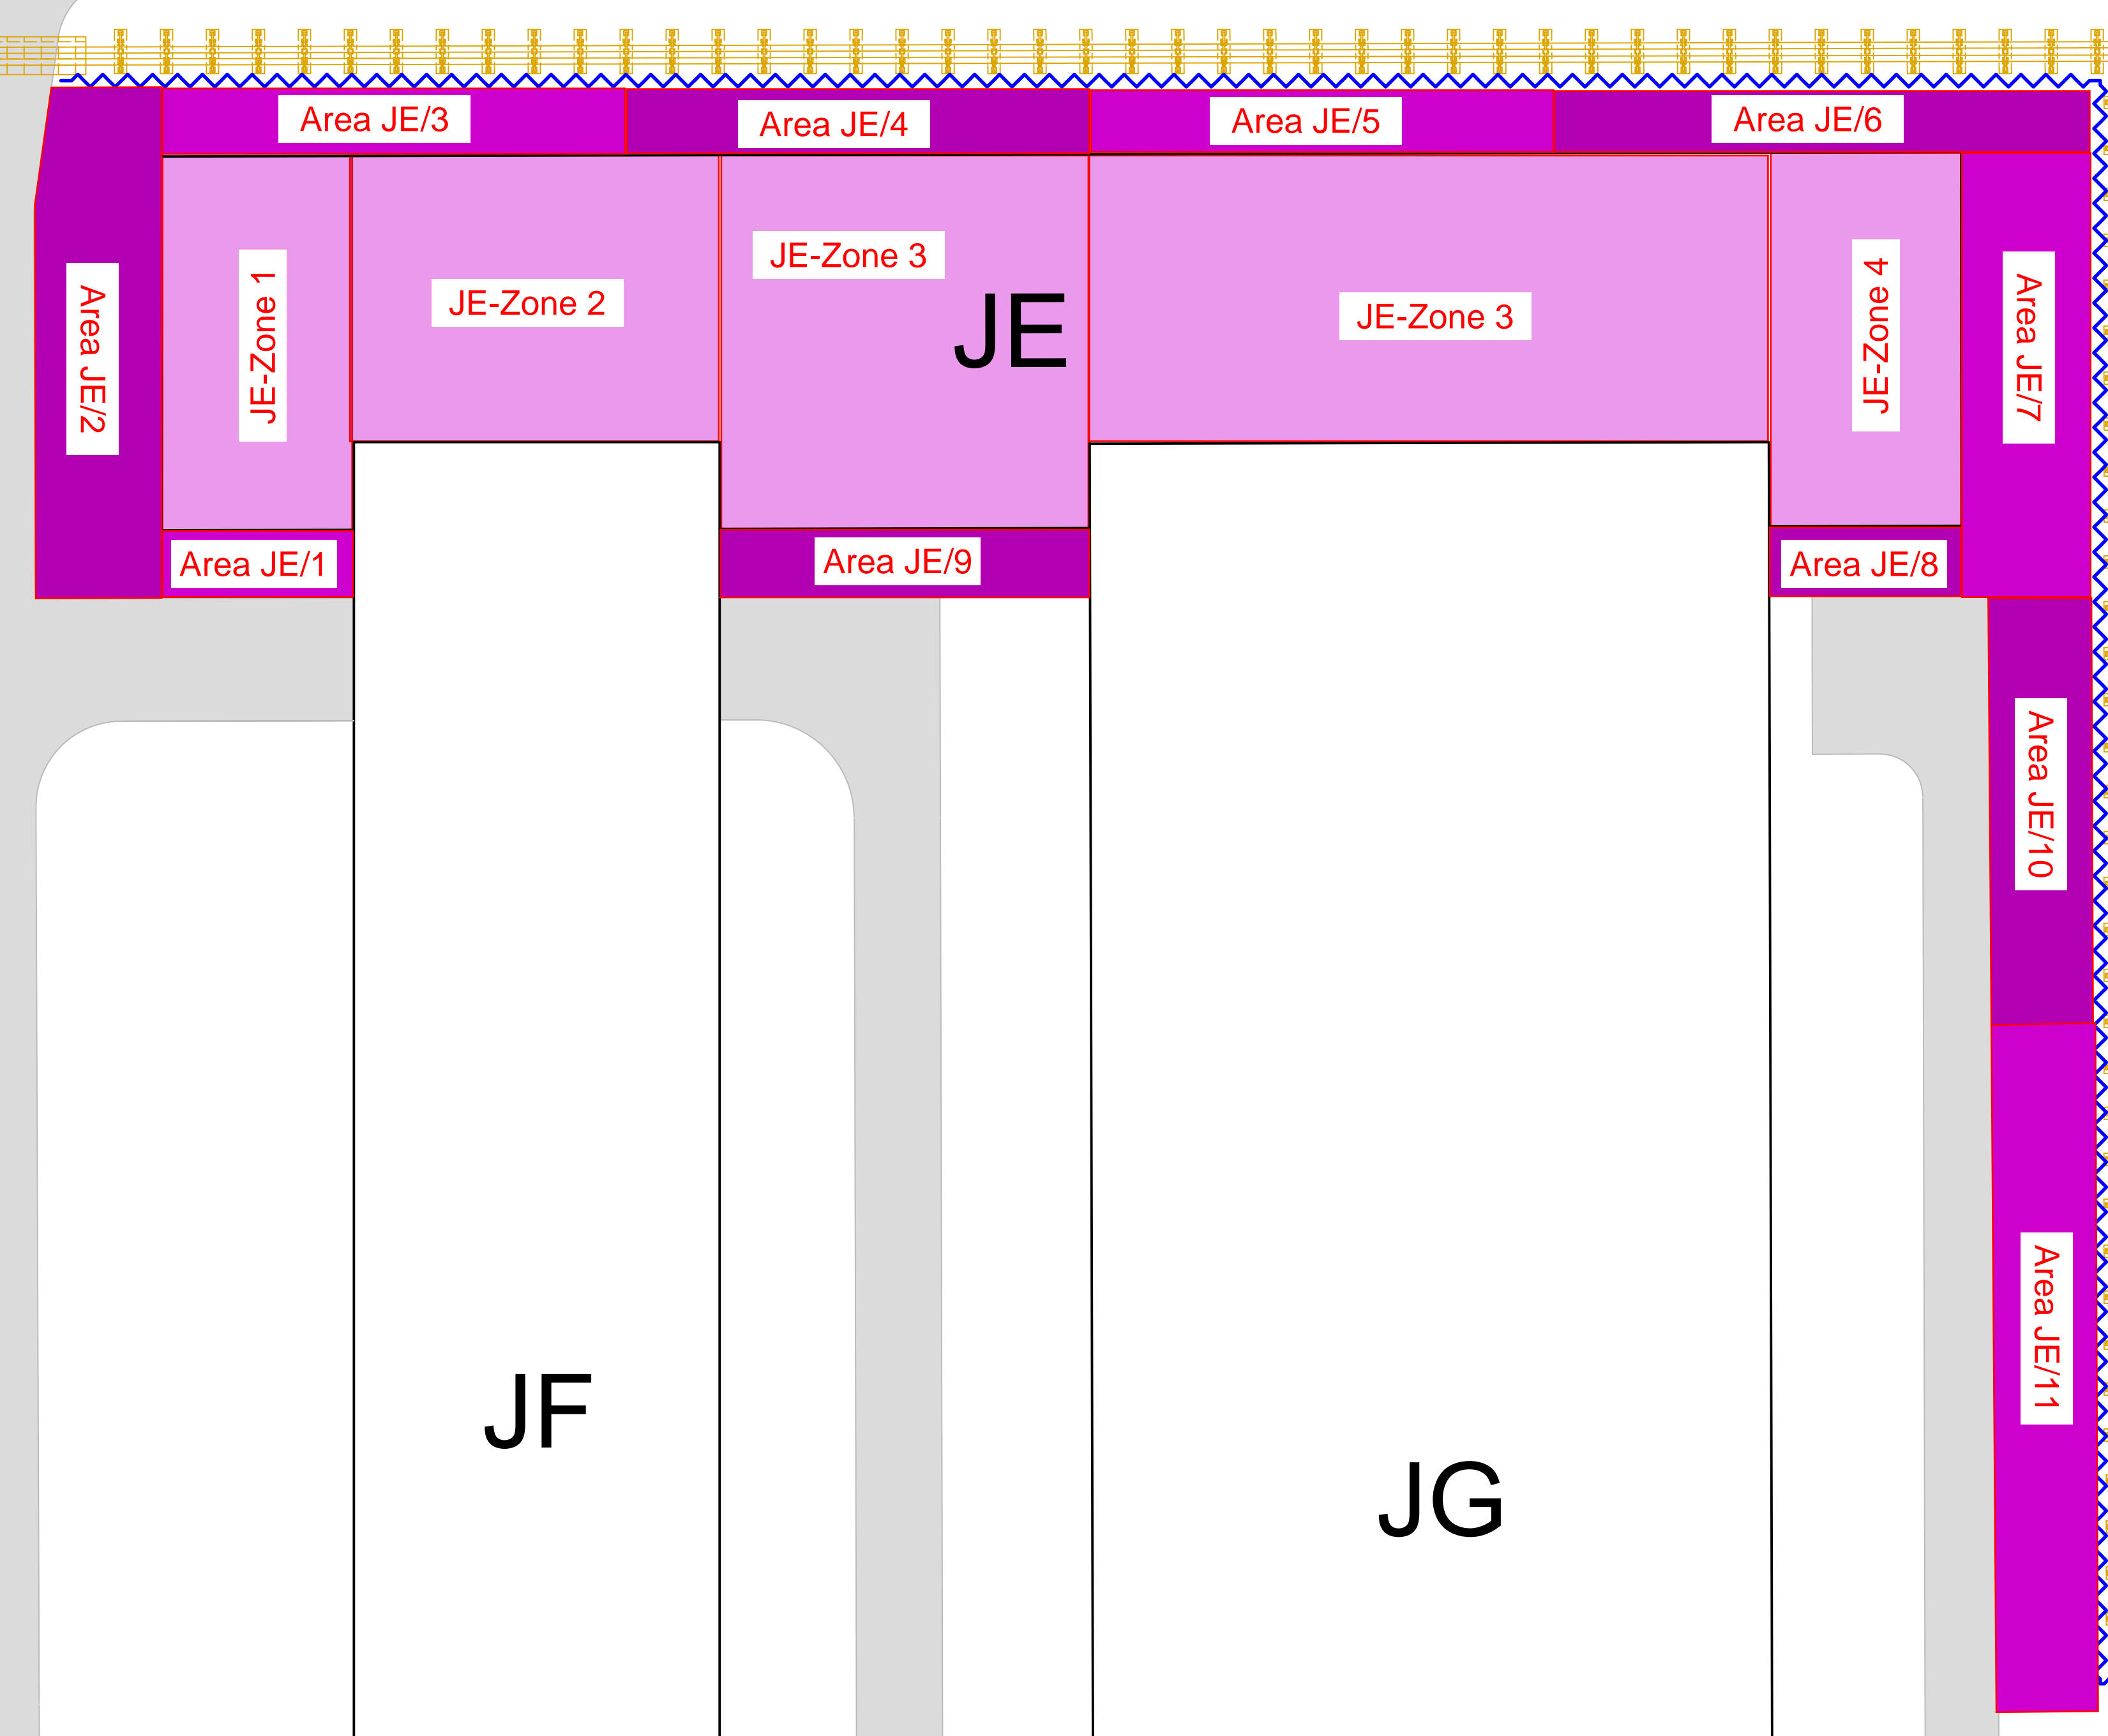 Area JE/3
Area JE/4
Area JE/5
Area JE/6
Area JE/2
JE-Zone 1
JE-Zone 2
JE-Zone 3
JE
JE-Zone 3
JE-Zone 4
Area JE/7
Area JE/1
Area JE/9
Area JE/8
Area JE/10
Area JE/11
JF
JG